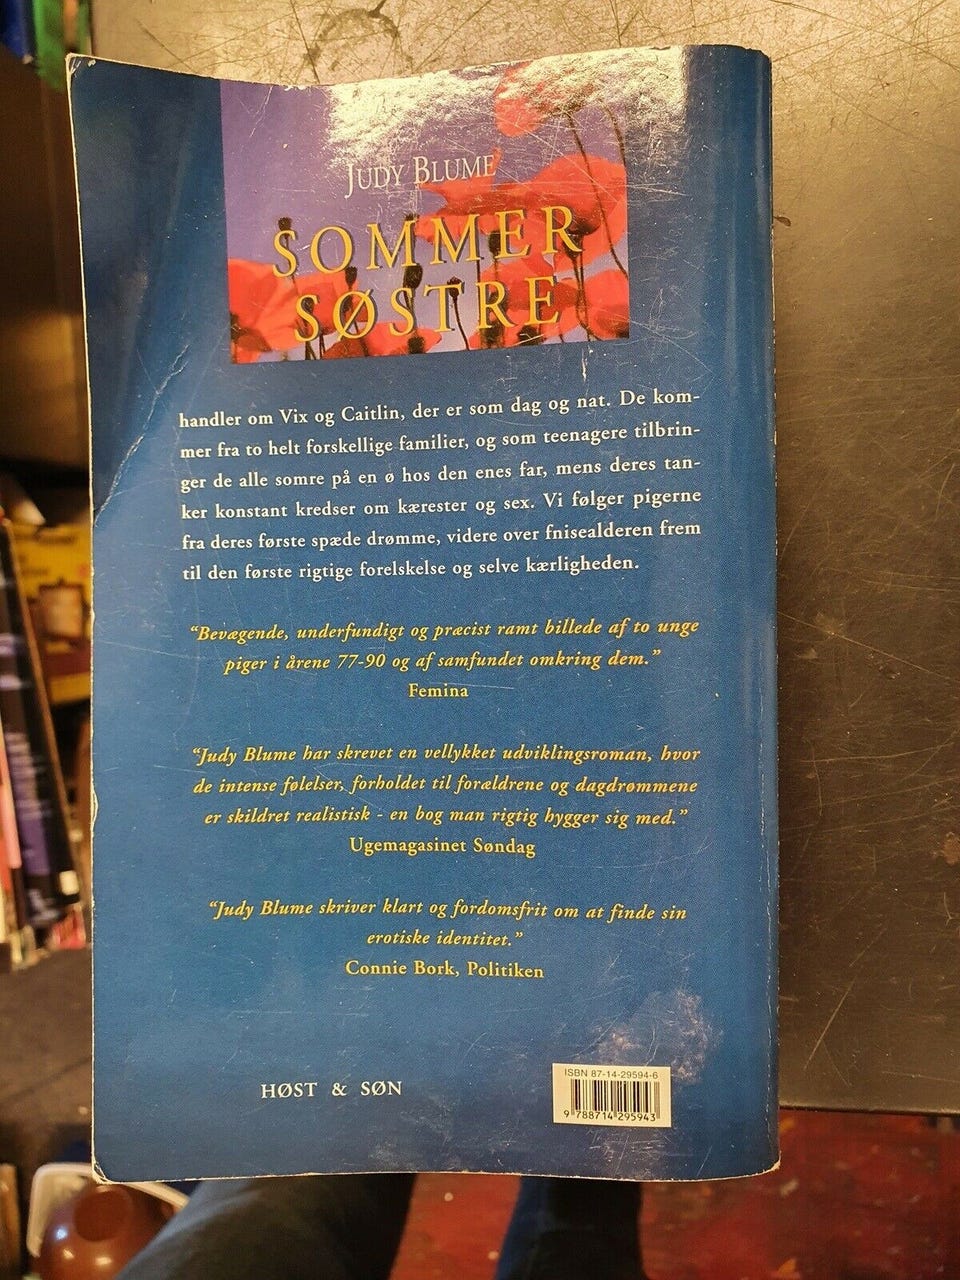 JUDY BLUME
SOMMER
SØSTRE
handler om Vix og Caitlin, der er som dag og nat. De kom-
mer fra to helt forskellige familier, og som teenagere tilbrin-
ger de alle somre på en ø hos den enes far, mens deres tan-
ker konstant kredser om kærester og sex. Vi følger pigerne
fra deres første spæde drømme, videre over fnisealderen frem
til den første rigtige forelskelse og selve kærligheden.
“Bevægende, underfundigt og præcist ramt billede af to unge
piger i årene 77-90 og af samfundet omkring dem.”
Femina
“Judy Blume har skrevet en vellykket udviklingsroman, hvor
de intense følelser, forholdet til forældrene og dagdrømmene
er skildret realistisk - en bog man rigtig hygger sig med.”
Ugemagasinet Søndag
“Judy Blume skriver klart og fordomsfrit om at finde sin
erotiske identitet.”
Connie Bork, Politiken
HØST & SØN
ISBN 87-14-29594-6
9 788714 295943